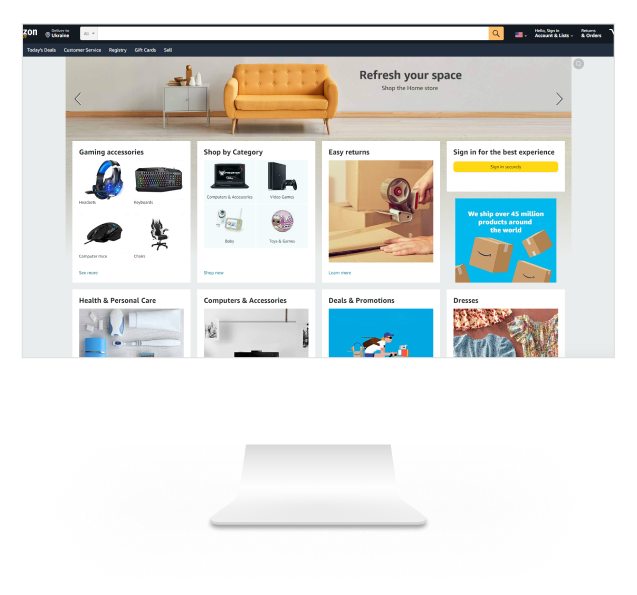 zon
Deliver to
Ukraine
All
Hello, Sign in
Account & Lists
Returns
& Orders
Today's Deals
Customer Service
Registry
Gift Cards
Sell
Refresh your space
Shop the Home store
Gaming accessories
Headsets
Keyboards
Computer mice
Chairs
See more
Shop by Category
PREDATOR
Computers & Accessories
Video Games
Baby
Toys & Games
Shop now
Easy returns
Learn more
Sign in for the best experience
Sign in securely
We ship over 45 million
products around
the world
Health & Personal Care
Computers & Accessories
Deals & Promotions
Dresses